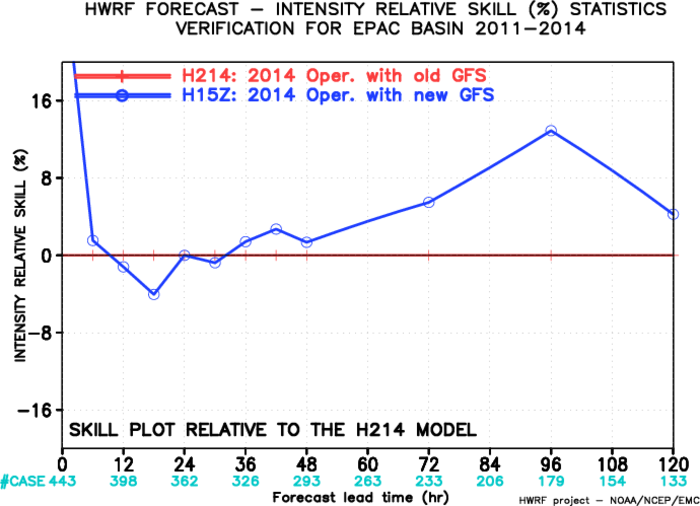 HWRF FORECAST – INTENSITY RELATIVE SKILL (%) STATISTICS
VERIFICATION FOR EPAC BASIN 2011–2014
H214: 2014 Oper. with old GFS
H15Z: 2014 Oper. with new GFS
INTENSITY RELATIVE SKILL (%)
16
8
0
–8
–16
SKILL PLOT RELATIVE TO THE H214 MODEL
0 12 24 36 48 60 72 84 96 108 120
#CASE 443 398 362 326 293 263 233 206 179 154 133
Forecast lead time (hr)
HWRF project – NOAA/NCEP/EMC